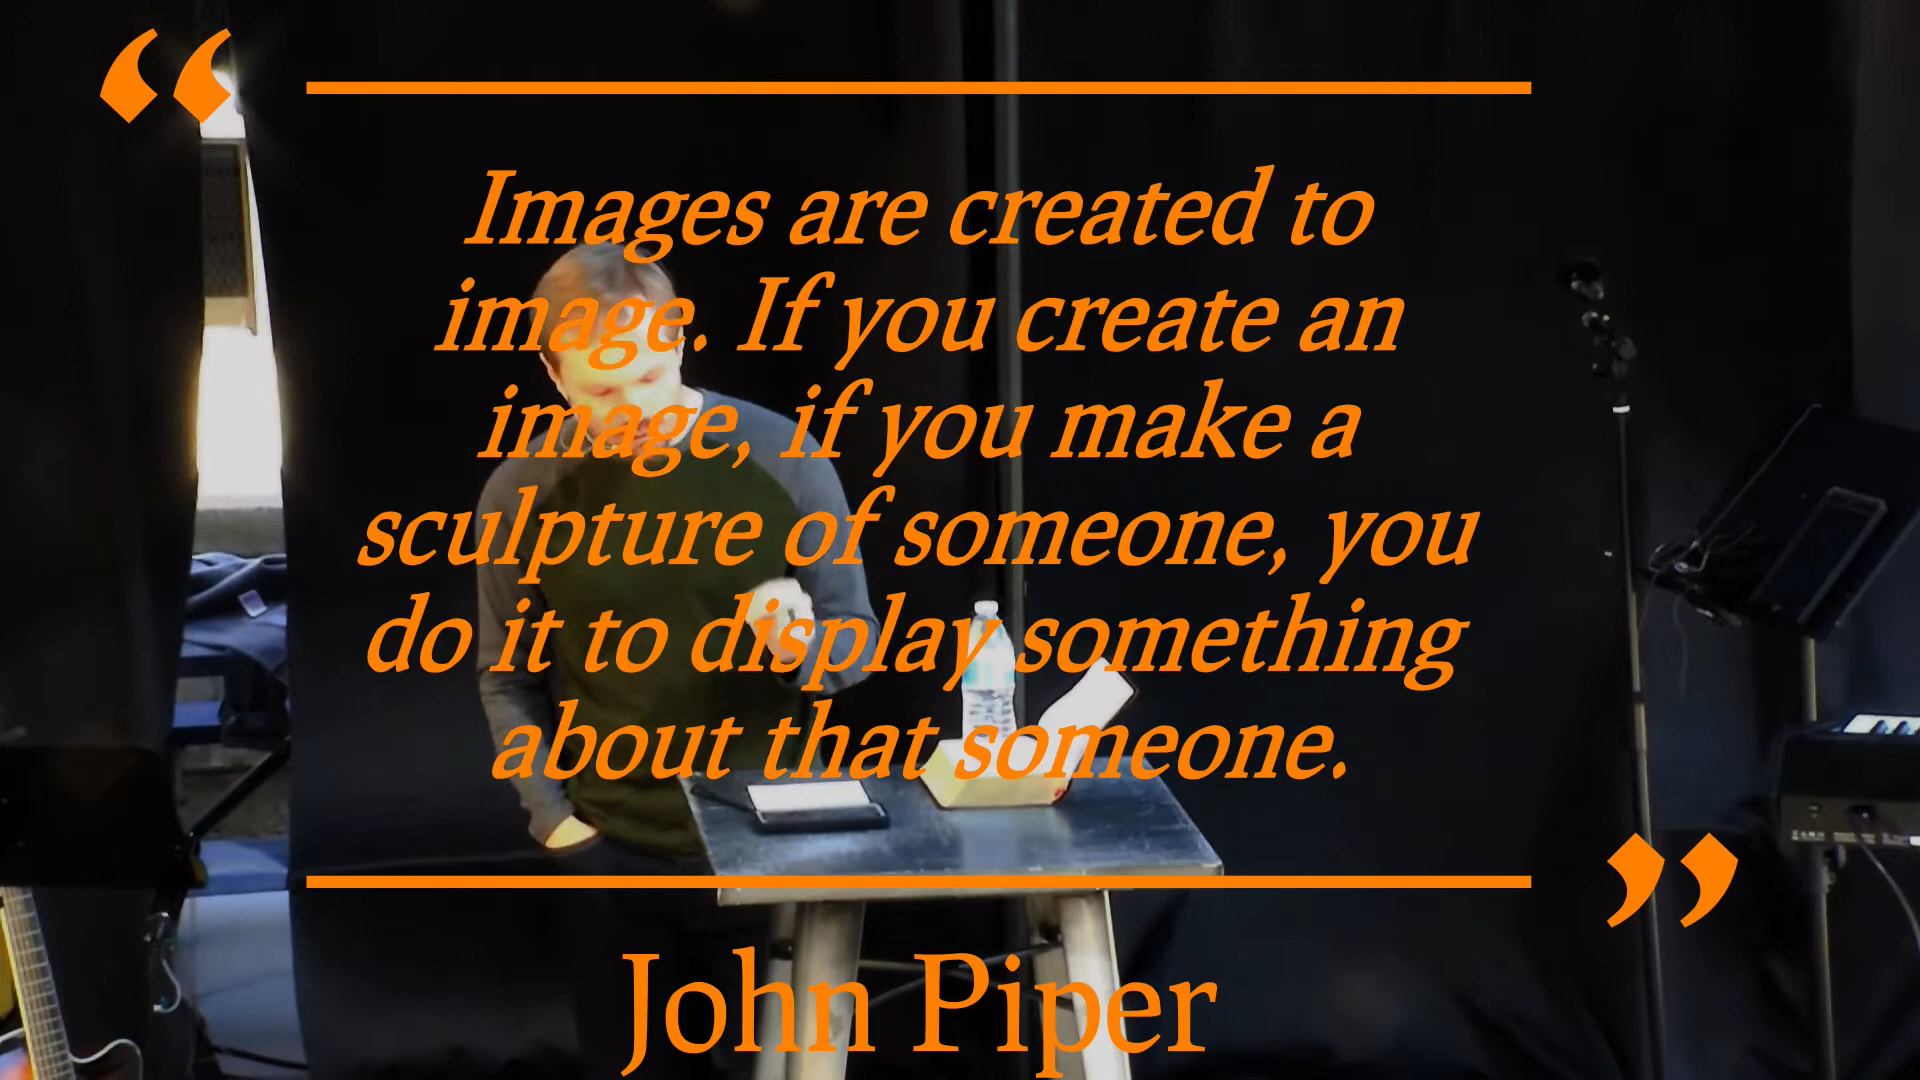 “
Images are created to
image. If you create an
image, if you make a
sculpture of someone, you
do it to display something
about that someone.
”
John Piper